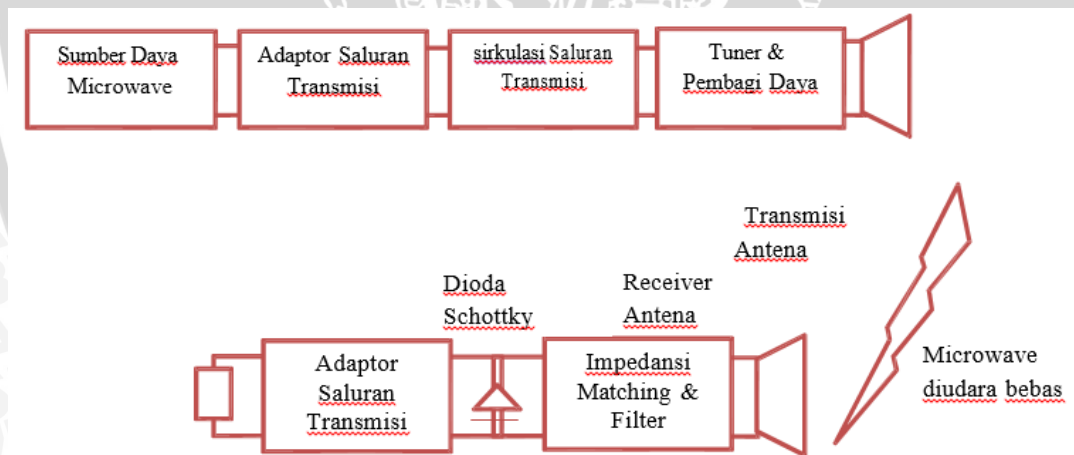 Sumber Daya
Microwave
Adaptor Saluran
Transmisi
sirkulasi Saluran
Transmisi
Tuner &
Pembagi Daya
Transmisi
Antena
Dioda
Schottky
Receiver
Antena
Adaptor
Saluran
Transmisi
Impedansi
Matching &
Filter
Microwave
diudara bebas